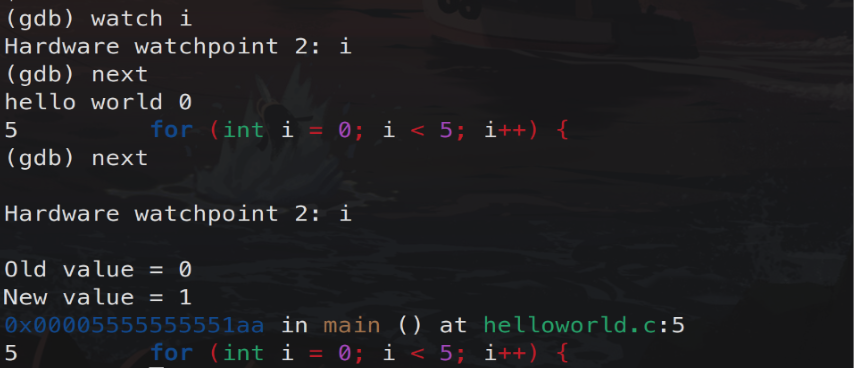 (gdb) watch i
Hardware watchpoint 2: i
(gdb) next
hello world 0
5         for (int i = 0; i < 5; i++) {
(gdb) next
Hardware watchpoint 2: i
Old value = 0
New value = 1
0x00005555555551aa in main () at helloworld.c:5
5         for (int i = 0; i < 5; i++) {